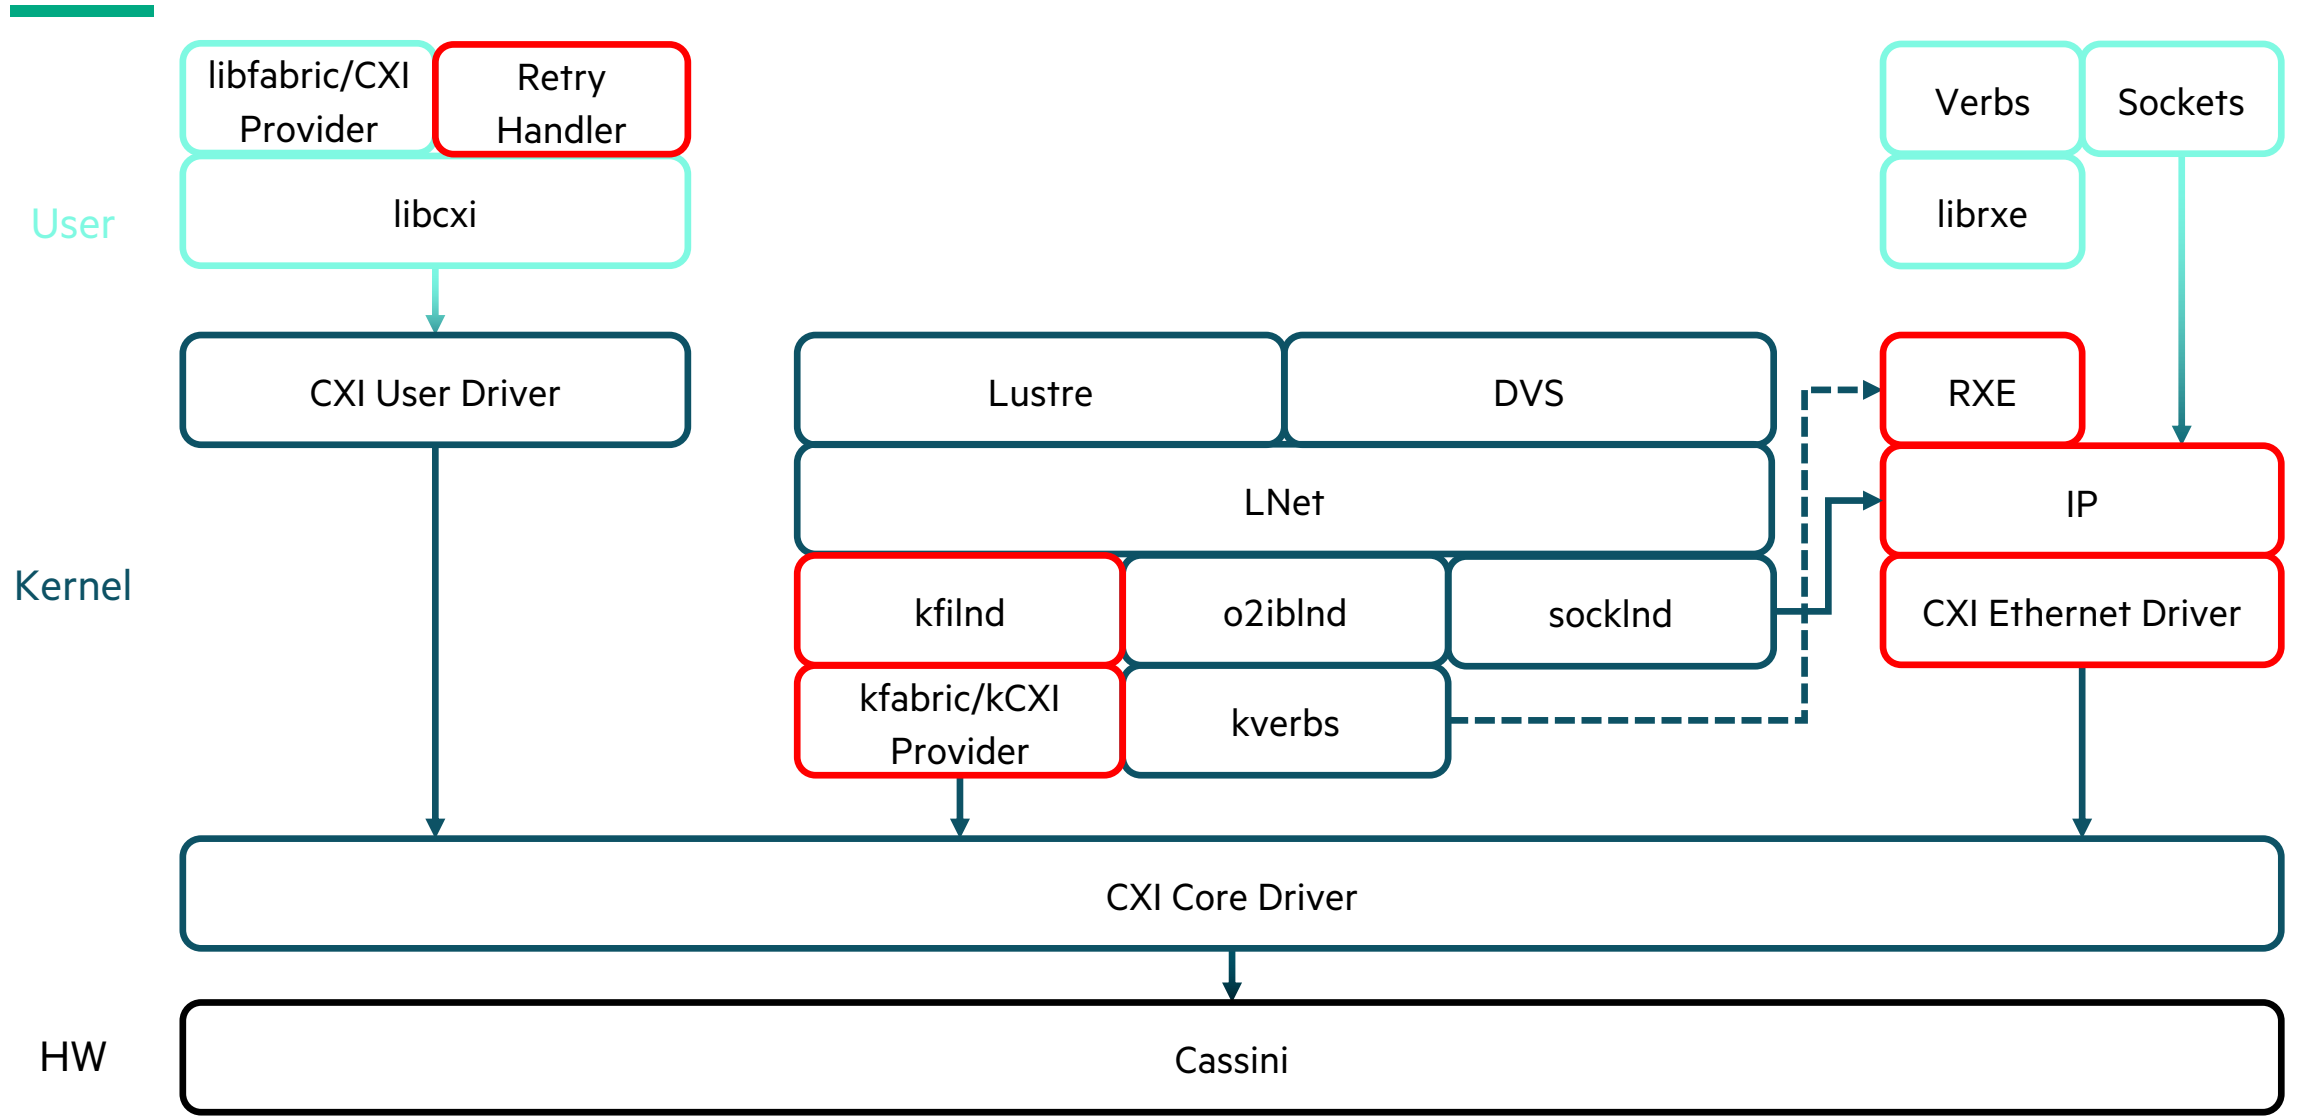 libfabric/CXI
Provider
Retry
Handler
Verbs
Sockets
User
libcxi
librxe
CXI User Driver
Lustre
DVS
RXE
LNet
IP
Kernel
kfilnd
o2iblnd
socklnd
CXI Ethernet Driver
kfabric/kCXI
Provider
kverbs
CXI Core Driver
HW
Cassini